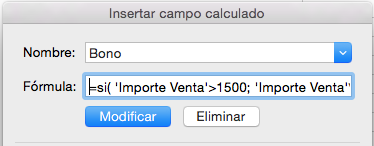 Insertar campo calculado
Nombre: Bono
Fórmula: =si( 'Importe Venta'>1500; 'Importe Venta'
Modificar Eliminar